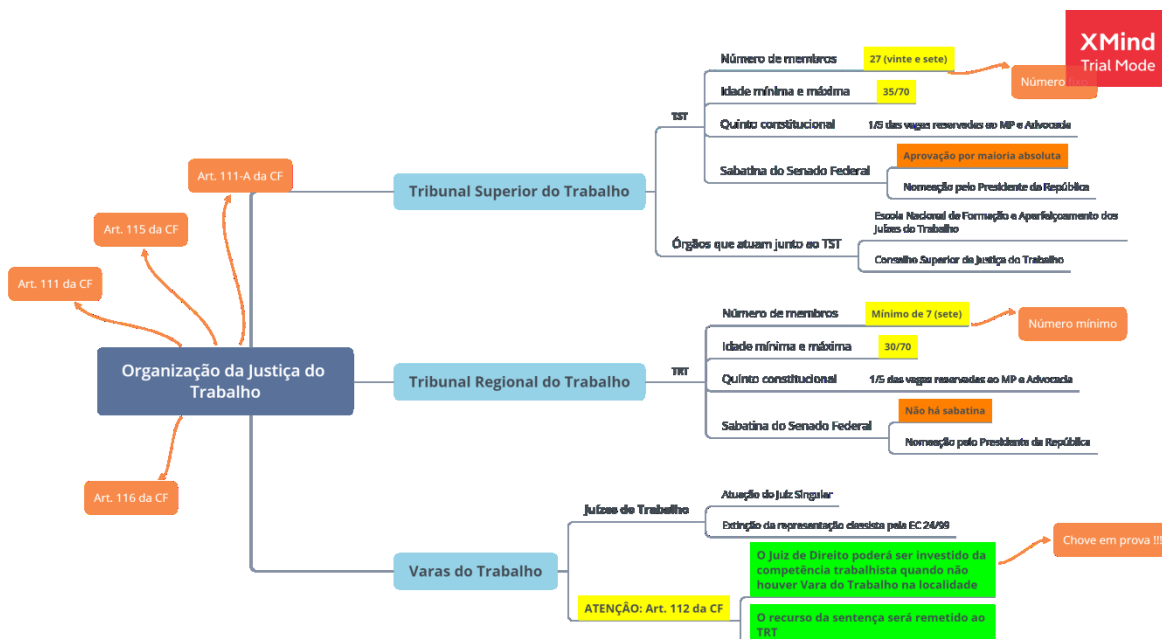 XMind
Trial Mode
Número de membros
27 (vinte e sete)
Número fixo
Idade mínima e máxima
35/70
TST
Quinto constitucional
1/5 das vagas reservadas ao MP e Advocacia
Sabatina do Senado Federal
Aprovação por maioria absoluta
Nomeação pelo Presidente da República
Art. 111-A da CF
Tribunal Superior do Trabalho
Órgãos que atuam junto ao TST
Escola Nacional de Formação e Aperfeiçoamento dos
Juízes do Trabalho
Conselho Superior da Justiça do Trabalho
Art. 115 da CF
Art. 111 da CF
Organização da Justiça do
Trabalho
Tribunal Regional do Trabalho
TRT
Número de membros
Mínimo de 7 (sete)
Número mínimo
Idade mínima e máxima
30/70
Quinto constitucional
1/5 das vagas reservadas ao MP e Advocacia
Sabatina do Senado Federal
Não há sabatina
Nomeação pelo Presidente da República
Art. 116 da CF
Varas do Trabalho
Juízes do Trabalho
Atuação do Juiz Singular
Extinção da representação classista pela EC 24/99
ATENÇÂO: Art. 112 da CF
O Juiz de Direito poderá ser investido da
competência trabalhista quando não
houver Vara do Trabalho na localidade
Chove em prova !!!
O recurso da sentença será remetido ao
TRT